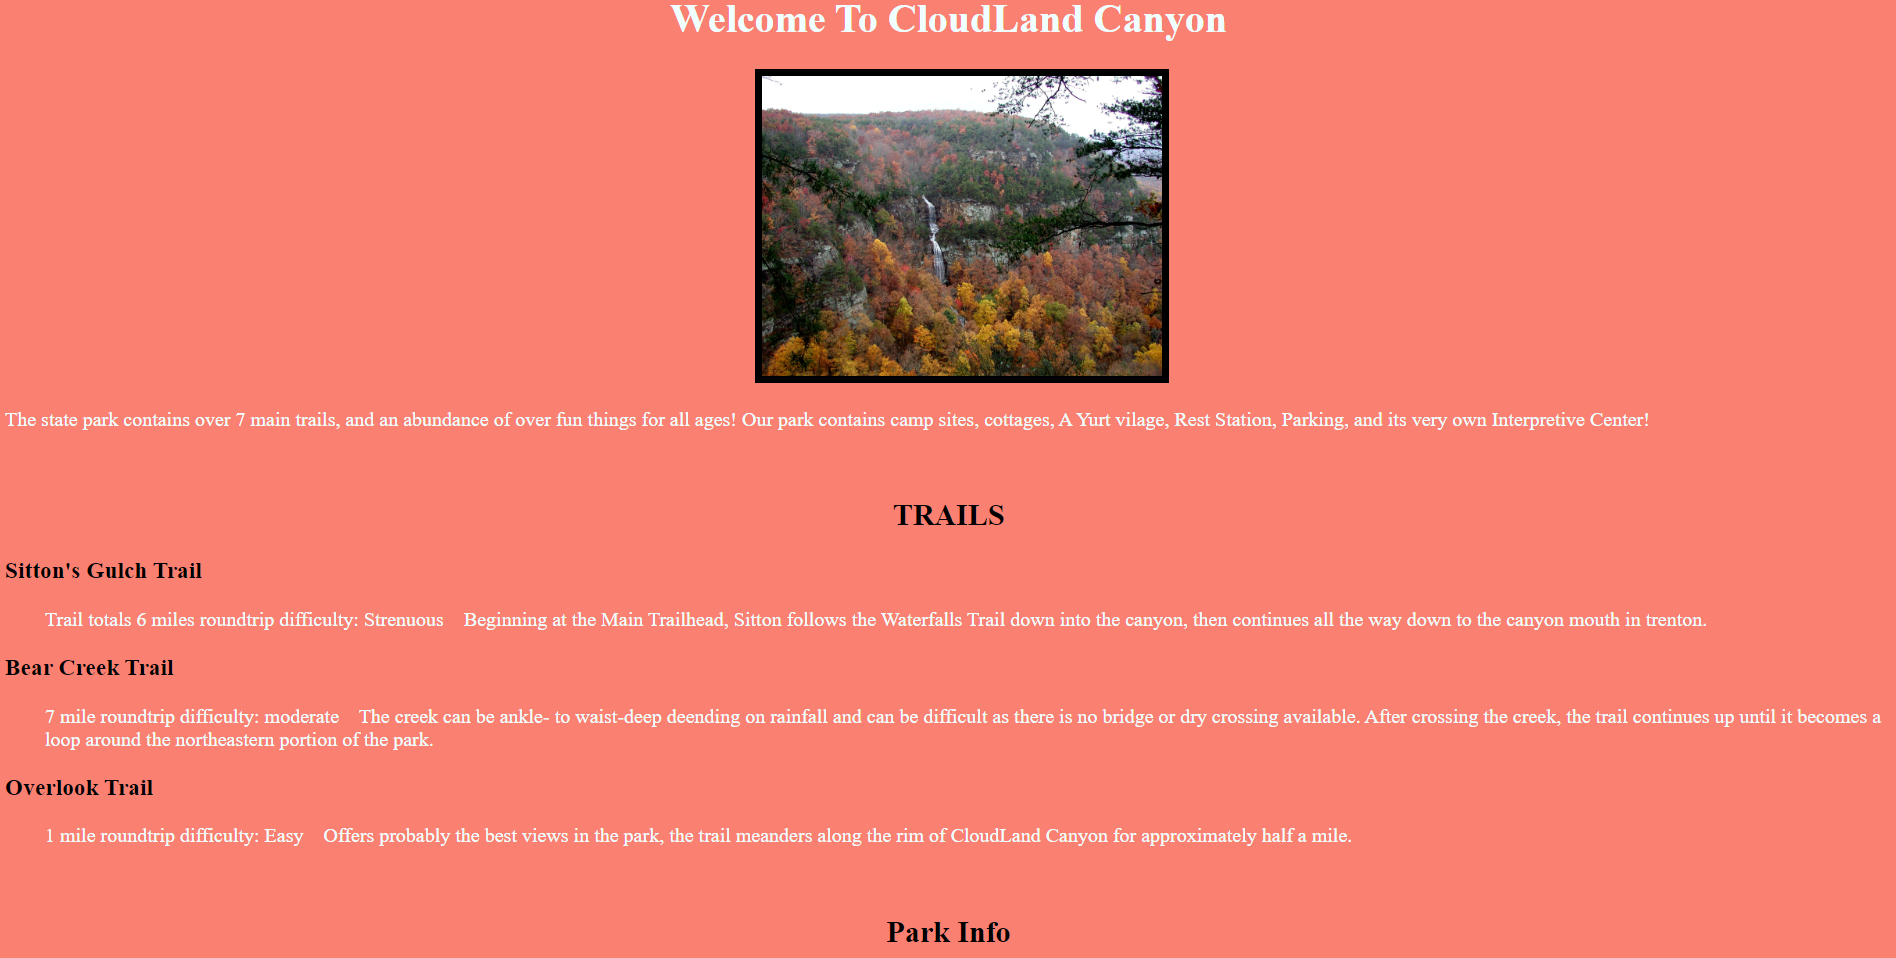 Welcome To CloudLand Canyon
The state park contains over 7 main trails, and an abundance of over fun things for all ages! Our park contains camp sites, cottages, A Yurt vilage, Rest Station, Parking, and its very own Interpretive Center!
TRAILS
Sitton's Gulch Trail
Trail totals 6 miles roundtrip difficulty: Strenuous    Beginning at the Main Trailhead, Sitton follows the Waterfalls Trail down into the canyon, then continues all the way down to the canyon mouth in trenton.
Bear Creek Trail
7 mile roundtrip difficulty: moderate    The creek can be ankle- to waist-deep deending on rainfall and can be difficult as there is no bridge or dry crossing available. After crossing the creek, the trail continues up until it becomes a
loop around the northeastern portion of the park.
Overlook Trail
1 mile roundtrip difficulty: Easy    Offers probably the best views in the park, the trail meanders along the rim of CloudLand Canyon for approximately half a mile.
Park Info